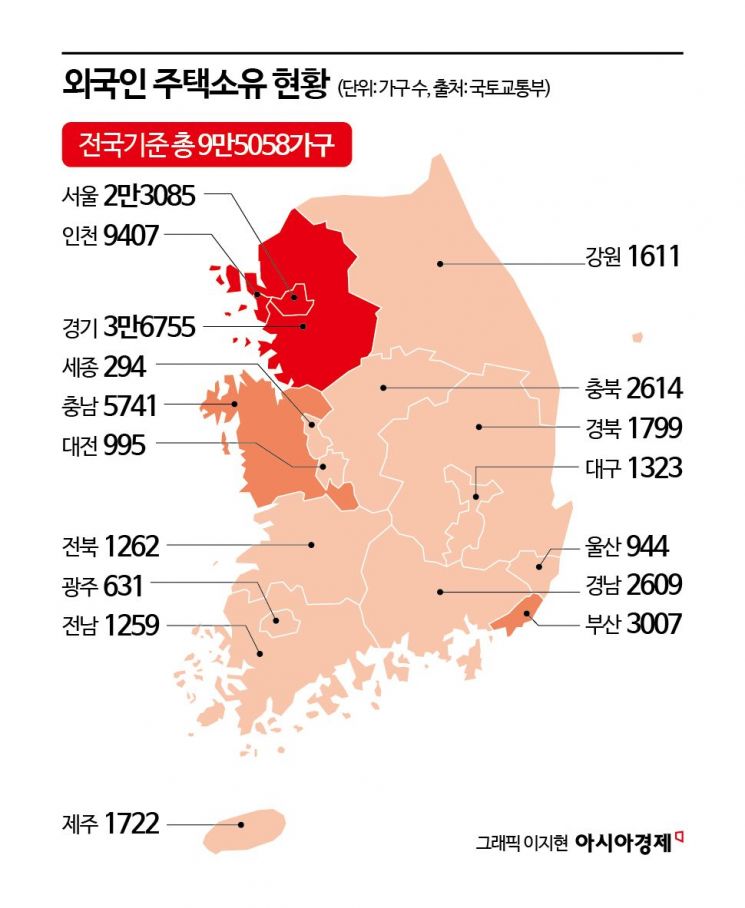 외국인 주택소유 현황 (단위: 가구 수, 출처: 국토교통부)
전국기준 총 9만5058가구
서울 2만3085
인천 9407
경기 3만6755
세종 294
충남 5741
대전 995
전북 1262
광주 631
전남 1259
제주 1722
강원 1611
충북 2614
경북 1799
대구 1323
울산 944
경남 2609
부산 3007
그래픽 이지현 아시아경제